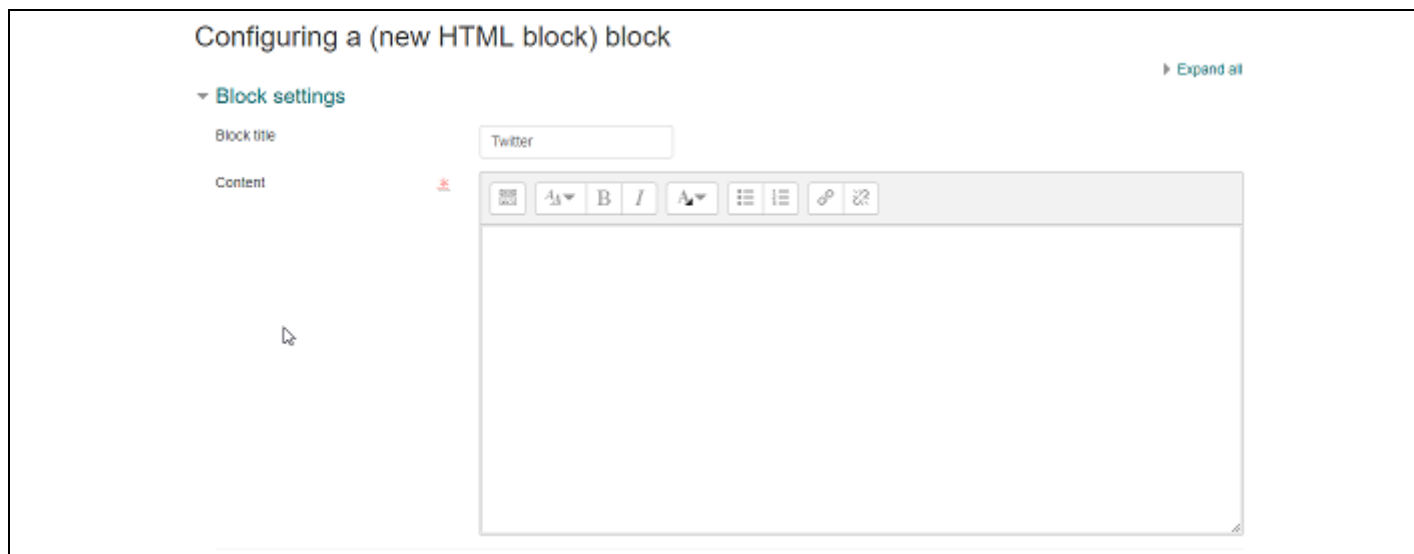 Configuring a (new HTML block) block
Expand all
Block settings
Block title
Twitter
Content
B I